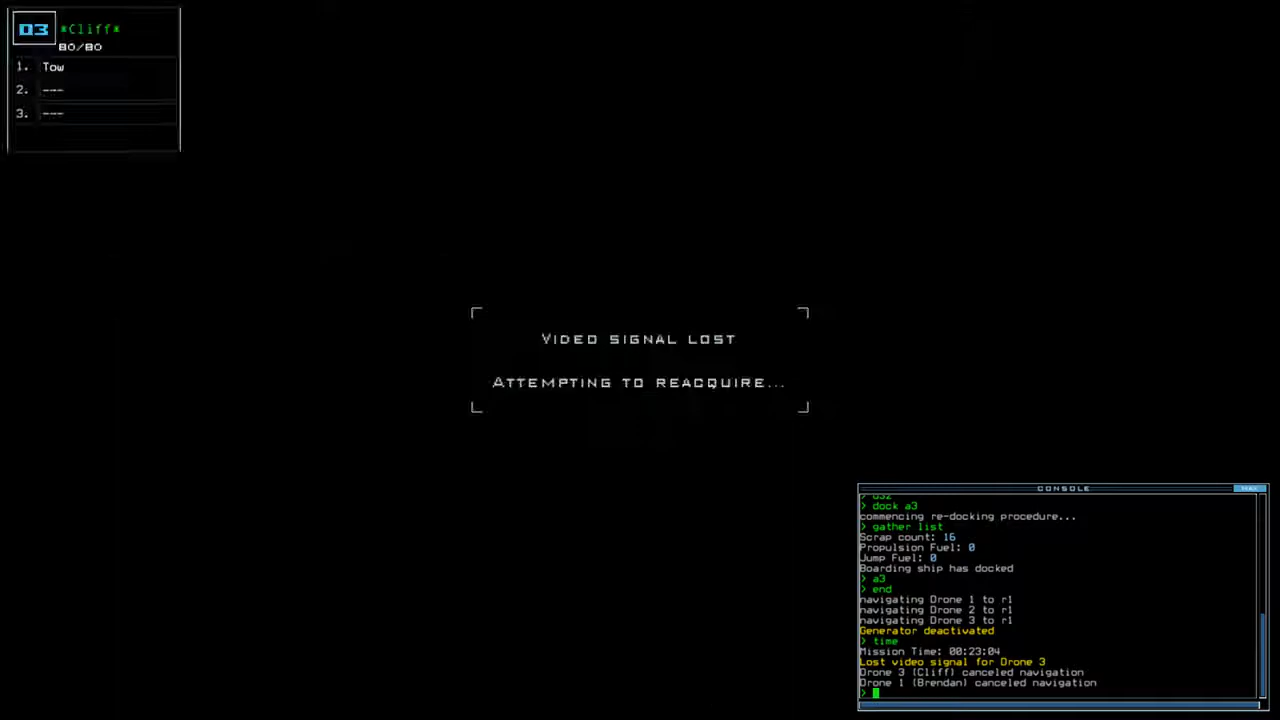 03 *Cliff*
80/80
1. Tow
2. ---
3. ---
VIDEO SIGNAL LOST
ATTEMPTING TO REACQUIRE...
CONSOLE
> dock a3
commencing re-docking procedure...
> gather list
Scrap count: 16
Propulsion Fuel: 0
Jump Fuel: 0
Boarding ship has docked
> a3
> end
navigating Drone 1 to r1
navigating Drone 2 to r1
navigating Drone 3 to r1
Generator deactivated
> time
Mission Time: 00:23:04
Lost video signal for Drone 3
Drone 3 (Cliff) canceled navigation
Drone 1 (Brendan) canceled navigation
>